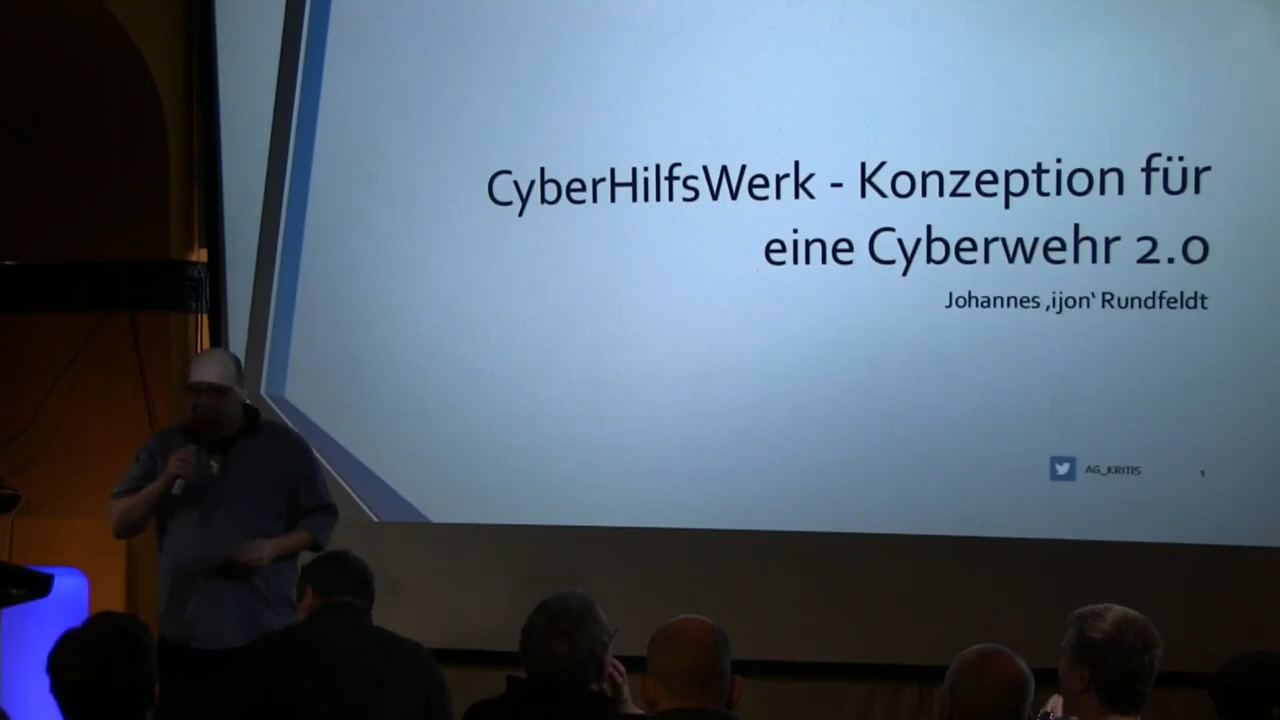 CyberHilfsWerk - Konzeption für
eine Cyberwehr 2.0
Johannes ‚ijon‘ Rundfeldt
AG_KRITIS
1